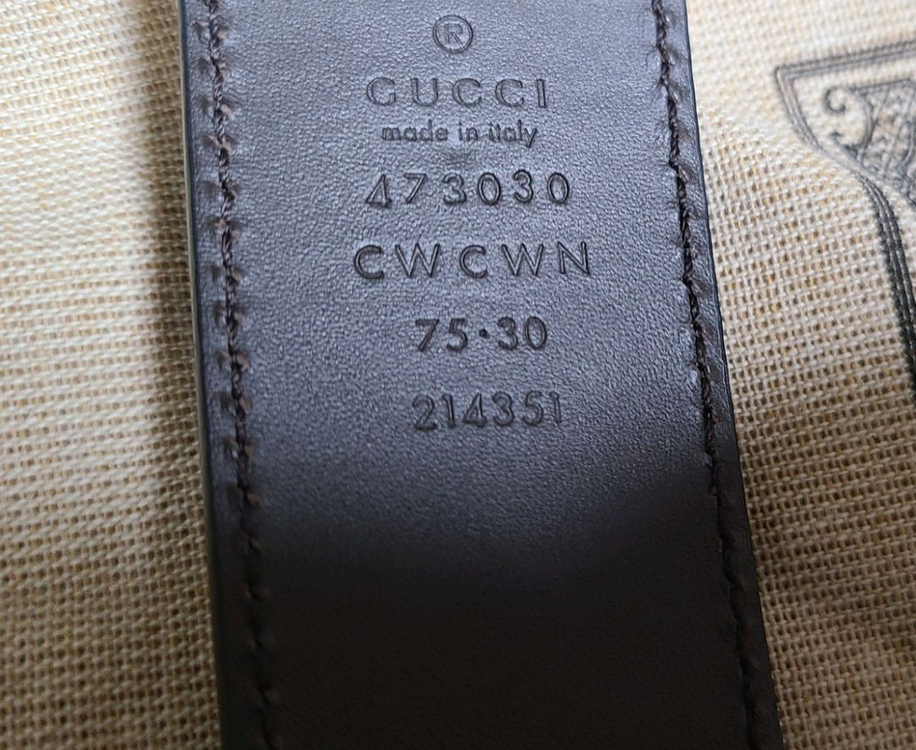 ®
GUCCI
made in italy
473030
CWCWN
75·30
214351